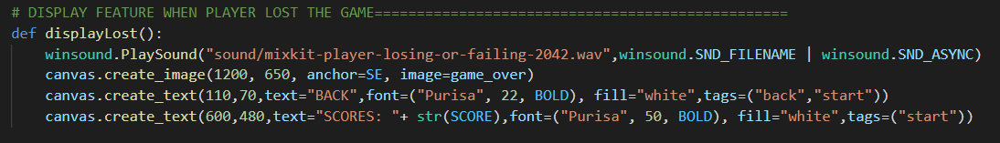 # DISPLAY FEATURE WHEN PLAYER LOST THE GAME================================================
def displayLost():
    winsound.PlaySound("sound/mixkit-player-losing-or-failing-2042.wav",winsound.SND_FILENAME | winsound.SND_ASYNC)
    canvas.create_image(1200, 650, anchor=SE, image=game_over)
    canvas.create_text(110,70,text="BACK",font=("Purisa", 22, BOLD), fill="white",tags=("back","start"))
    canvas.create_text(600,480,text="SCORES: "+ str(SCORE),font=("Purisa", 50, BOLD), fill="white",tags=("start"))